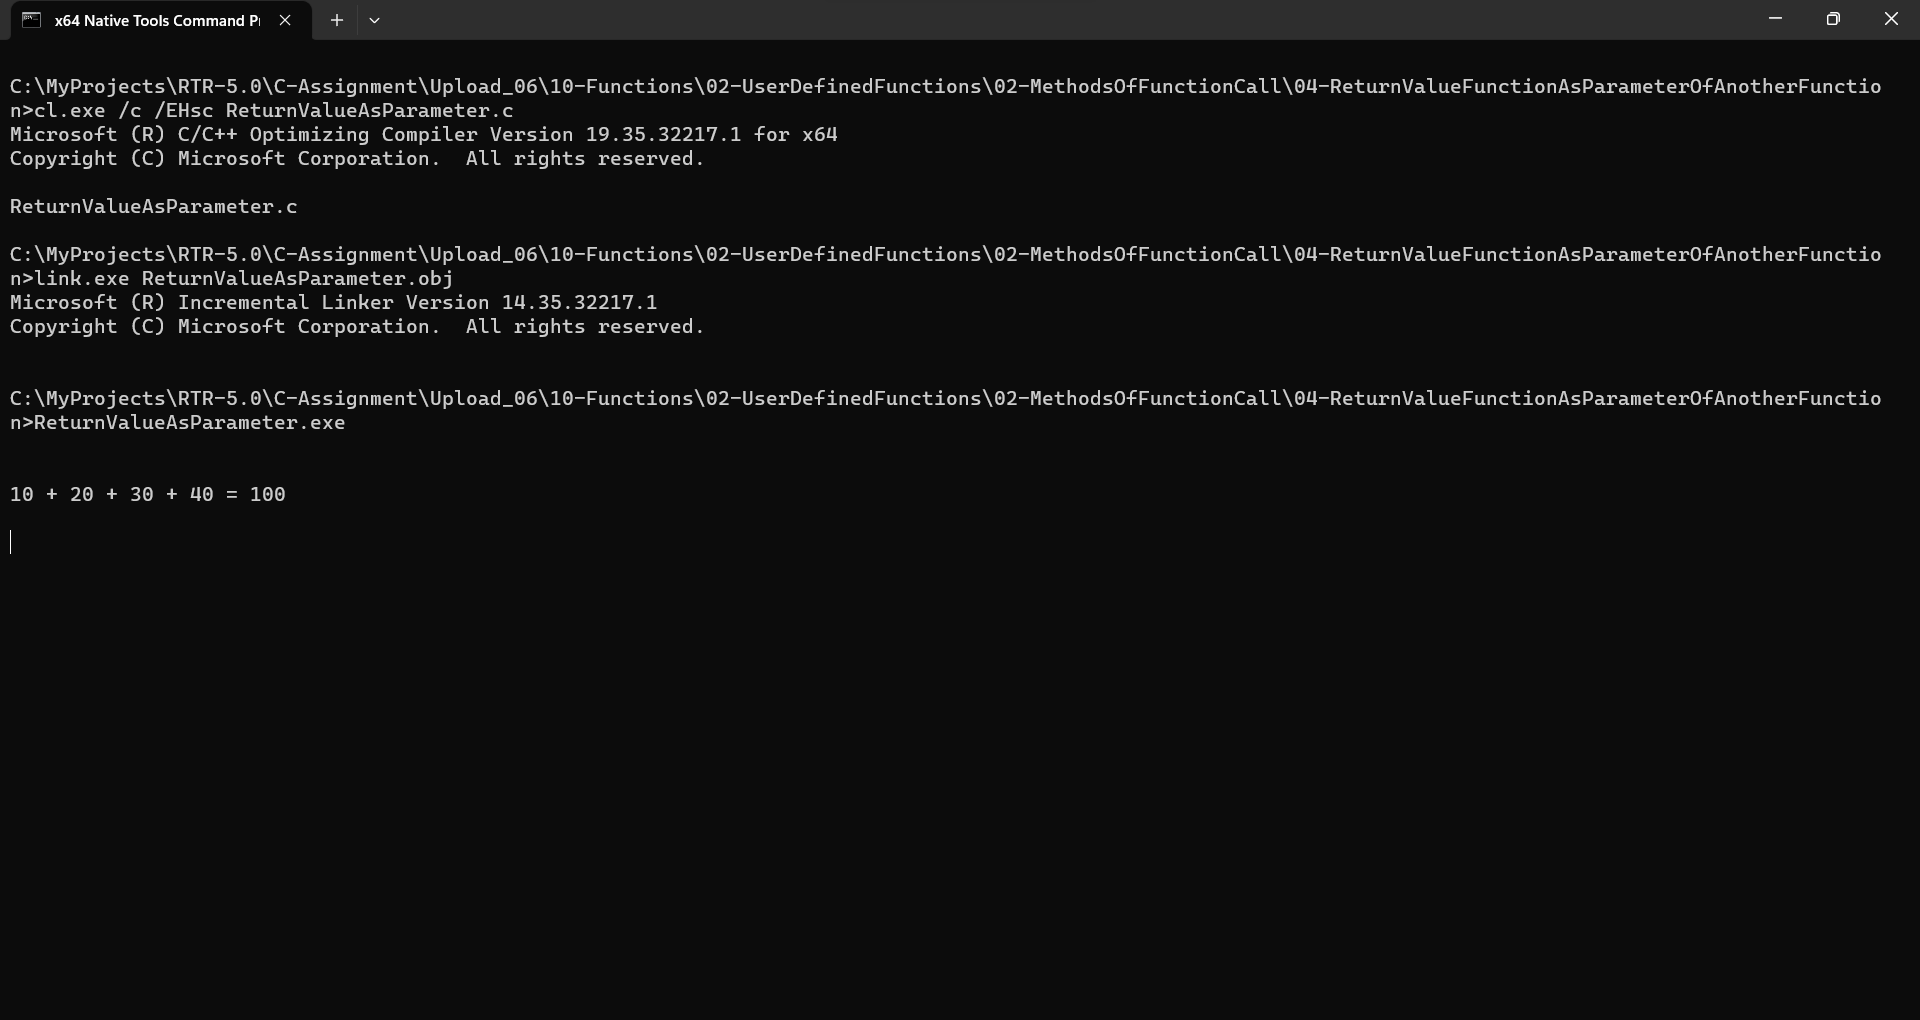 x64 Native Tools Command P
C:\MyProjects\RTR-5.0\C-Assignment\Upload_06\10-Functions\02-UserDefinedFunctions\02-MethodsOfFunctionCall\04-ReturnValueFunctionAsParameterOfAnotherFunctio
n>cl.exe /c /EHsc ReturnValueAsParameter.c
Microsoft (R) C/C++ Optimizing Compiler Version 19.35.32217.1 for x64
Copyright (C) Microsoft Corporation.  All rights reserved.
ReturnValueAsParameter.c
C:\MyProjects\RTR-5.0\C-Assignment\Upload_06\10-Functions\02-UserDefinedFunctions\02-MethodsOfFunctionCall\04-ReturnValueFunctionAsParameterOfAnotherFunctio
n>link.exe ReturnValueAsParameter.obj
Microsoft (R) Incremental Linker Version 14.35.32217.1
Copyright (C) Microsoft Corporation.  All rights reserved.
C:\MyProjects\RTR-5.0\C-Assignment\Upload_06\10-Functions\02-UserDefinedFunctions\02-MethodsOfFunctionCall\04-ReturnValueFunctionAsParameterOfAnotherFunctio
n>ReturnValueAsParameter.exe
10 + 20 + 30 + 40 = 100